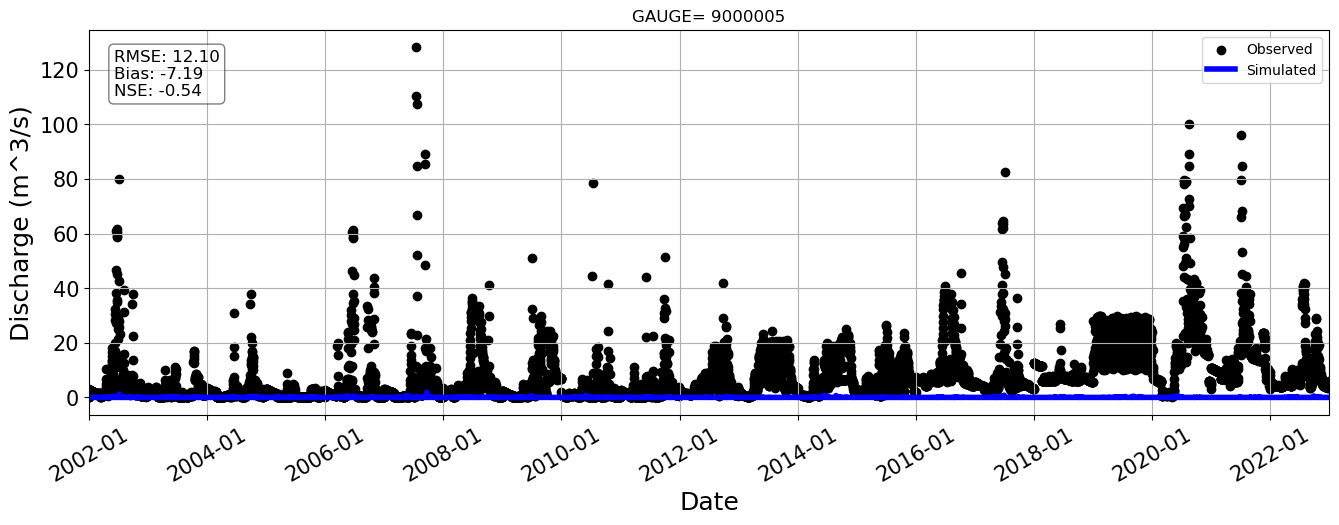 GAUGE= 9000005
RMSE: 12.10
Bias: -7.19
NSE: -0.54
Observed
Simulated
Discharge (m^3/s)
120
100
80
60
40
20
0
2002-01 2004-01 2006-01 2008-01 2010-01 2012-01 2014-01 2016-01 2018-01 2020-01 2022-01
Date